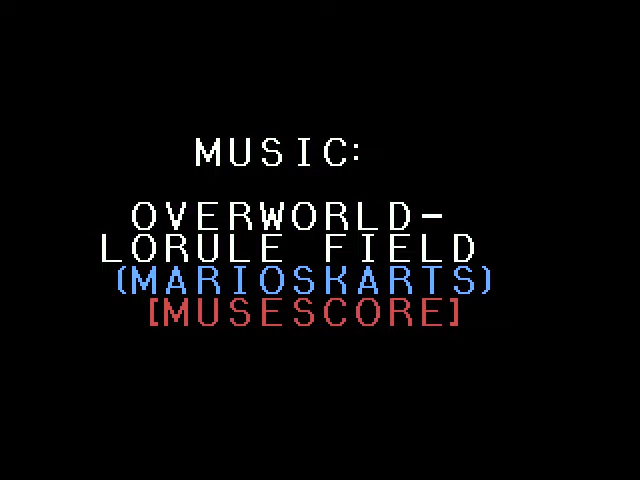 MUSIC:
OVERWORLD-
LORULE FIELD
(MARIOSKARTS)
[MUSESCORE]